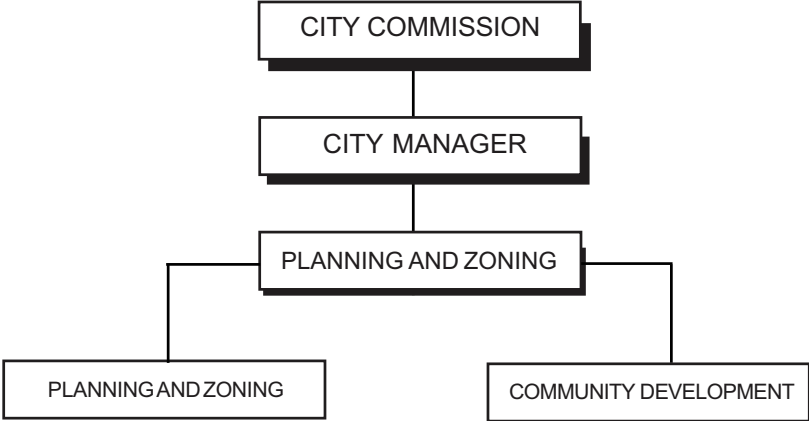 CITY COMMISSION
CITY MANAGER
PLANNING AND ZONING
PLANNING AND ZONING
COMMUNITY DEVELOPMENT